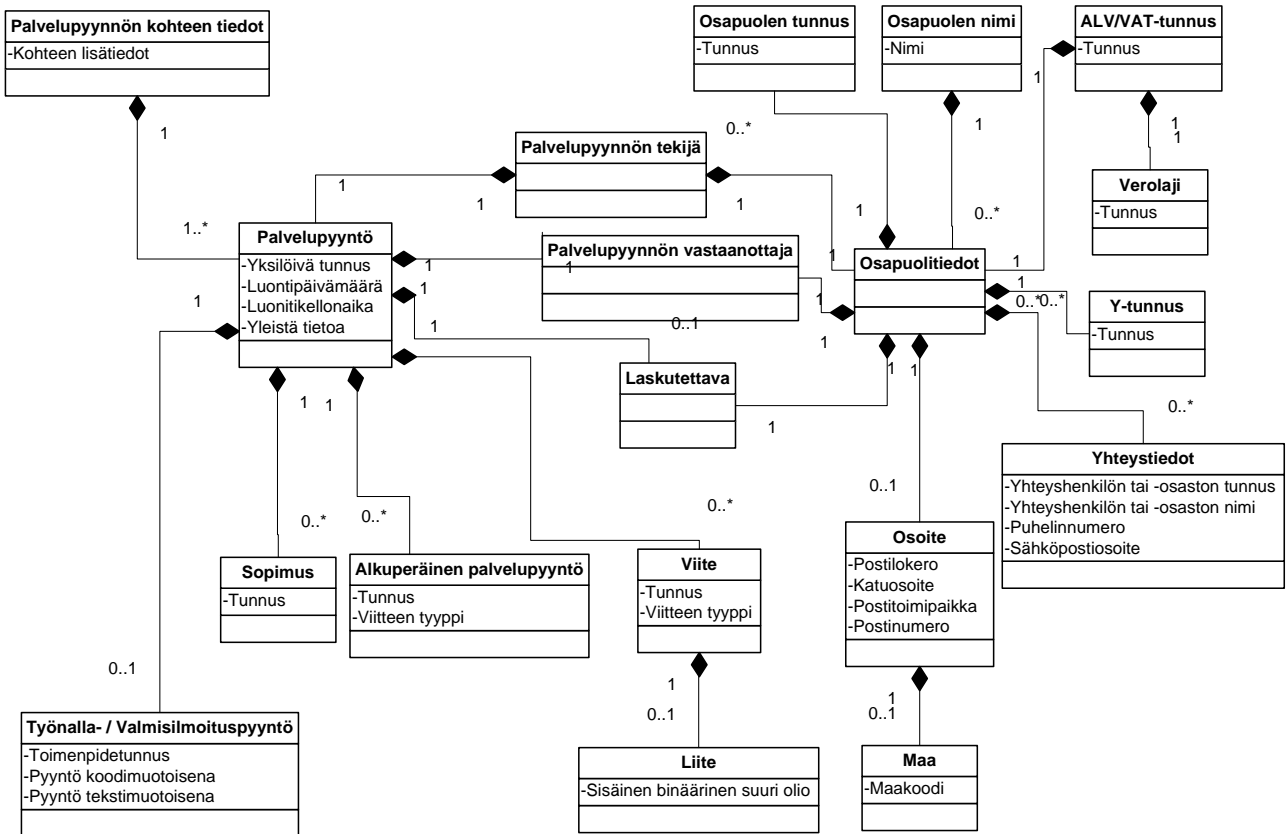 Palvelupyynnön kohteen tiedot
-Kohteen lisätiedot
Osapuolen tunnus
-Tunnus
Osapuolen nimi
-Nimi
ALV/VAT-tunnus
-Tunnus
1
1
1
1
1
0..*
Palvelupyynnön tekijä
1
1
1
Verolaji
-Tunnus
1..*
1
0..*
Palvelupyyntö
-Yksilöivä tunnus
-Luontipäivämäärä
-Luonitikellonaika
-Yleistä tietoa
1
Palvelupyynnön vastaanottaja
1
1
1
1
Osapuolitiedot
1
1
0..*
0..*
Y-tunnus
-Tunnus
1
1
0..1
1
1
Laskutettava
1
1
1
1
1
0..*
Yhteystiedot
-Yhteyshenkilön tai -osaston tunnus
-Yhteyshenkilön tai -osaston nimi
-Puhelinnumero
-Sähköpostiosoite
0..1
0..*
0..*
0..*
Sopimus
-Tunnus
Alkuperäinen palvelupyyntö
-Tunnus
-Viitteen tyyppi
Viite
-Tunnus
-Viitteen tyyppi
Osoite
-Postilokero
-Katuosoite
-Postitoimipaikka
-Postinumero
0..1
1
0..1
1
0..1
Työnalla- / Valmisilmoituspyyntö
-Toimenpidetunnus
-Pyyntö koodimuotoisena
-Pyyntö tekstimuotoisena
Liite
-Sisäinen binäärinen suuri olio
Maa
-Maakoodi